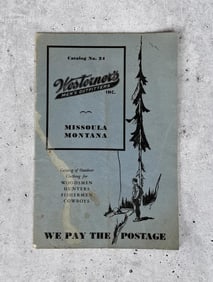 Catalog No. 24
Westerner's
MEN'S OUTFITTERS
INC.
MISSOULA
MONTANA
Catalog of Outdoor
Clothing for
WOODSMEN
HUNTERS
FISHERMEN
COWBOYS
WE PAY THE POSTAGE